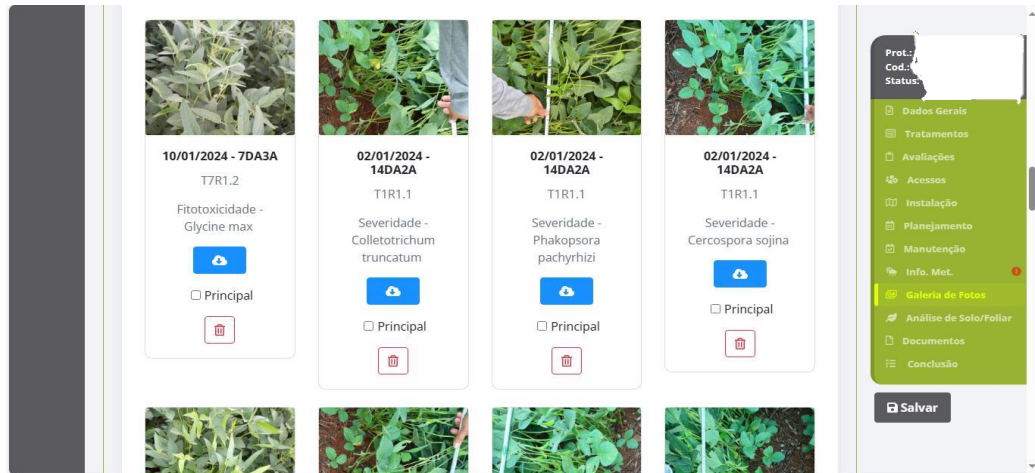 10/01/2024 - 7DA3A
T7R1.2
Fitotoxicidade -
Glycine max
Principal
02/01/2024 -
14DA2A
T1R1.1
Severidade -
Colletotrichum
truncatum
Principal
02/01/2024 -
14DA2A
T1R1.1
Severidade -
Phakopsora
pachyrhizi
Principal
02/01/2024 -
14DA2A
T1R1.1
Severidade -
Cercospora sojina
Principal
Prot.:
Cod.:
Status:
Dados Gerais
Tratamentos
Avaliações
Acessos
Instalação
Planejamento
Manutenção
Info. Met.
Galeria de Fotos
Análise de Solo/Foliar
Documentos
Conclusão
Salvar